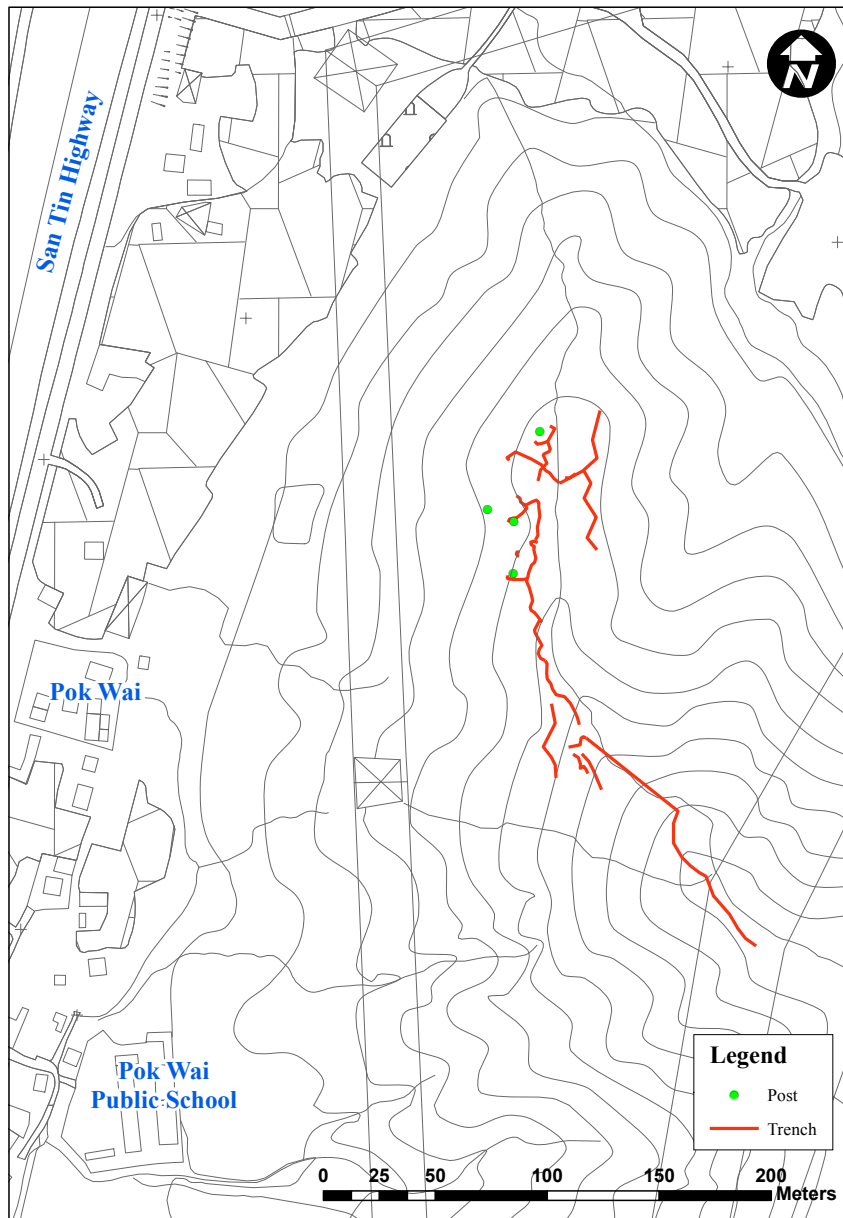 N
San Tin Highway
n
n
Pok Wai
Pok Wai
Public School
Legend
Post
Trench
0 25 50 100 150 200
Meters